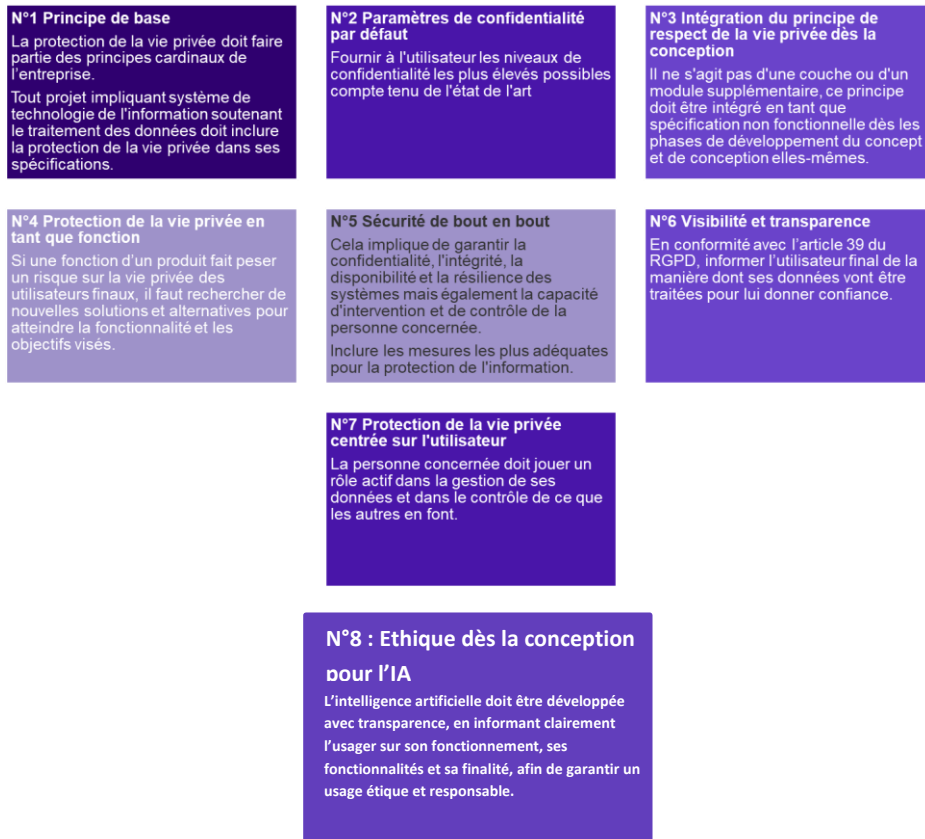 N°1 Principe de base
La protection de la vie privée doit faire
partie des principes cardinaux de
l'entreprise.
Tout projet impliquant système de
technologie de l'information soutenant
le traitement des données doit inclure
la protection de la vie privée dans ses
spécifications.
N°2 Paramètres de confidentialité
par défaut
Fournir à l'utilisateur les niveaux de
confidentialité les plus élevés possibles
compte tenu de l'état de l'art
N°3 Intégration du principe de
respect de la vie privée dès la
conception
Il ne s'agit pas d'une couche ou d'un
module supplémentaire, ce principe
doit être intégré en tant que
spécification non fonctionnelle dès les
phases de développement du concept
et de conception elles-mêmes.
N°4 Protection de la vie privée en
tant que fonction
Si une fonction d'un produit fait peser
un risque sur la vie privée des
utilisateurs finaux, il faut rechercher de
nouvelles solutions et alternatives pour
atteindre la fonctionnalité et les
objectifs visés.
N°5 Sécurité de bout en bout
Cela implique de garantir la
confidentialité, l'intégrité, la
disponibilité et la résilience des
systèmes mais également la capacité
d'intervention et de contrôle de la
personne concernée.
Inclure les mesures les plus adéquates
pour la protection de l'information.
N°6 Visibilité et transparence
En conformité avec l'article 39 du
RGPD, informer l'utilisateur final de la
manière dont ses données vont être
traitées pour lui donner confiance.
N°7 Protection de la vie privée
centrée sur l'utilisateur
La personne concernée doit jouer un
rôle actif dans la gestion de ses
données et dans le contrôle de ce que
les autres en font.
N°8 : Ethique dès la conception
pour l'IA
L'intelligence artificielle doit être développée
avec transparence, en informant clairement
l'usager sur son fonctionnement, ses
fonctionnalités et sa finalité, afin de garantir un
usage étique et responsable.